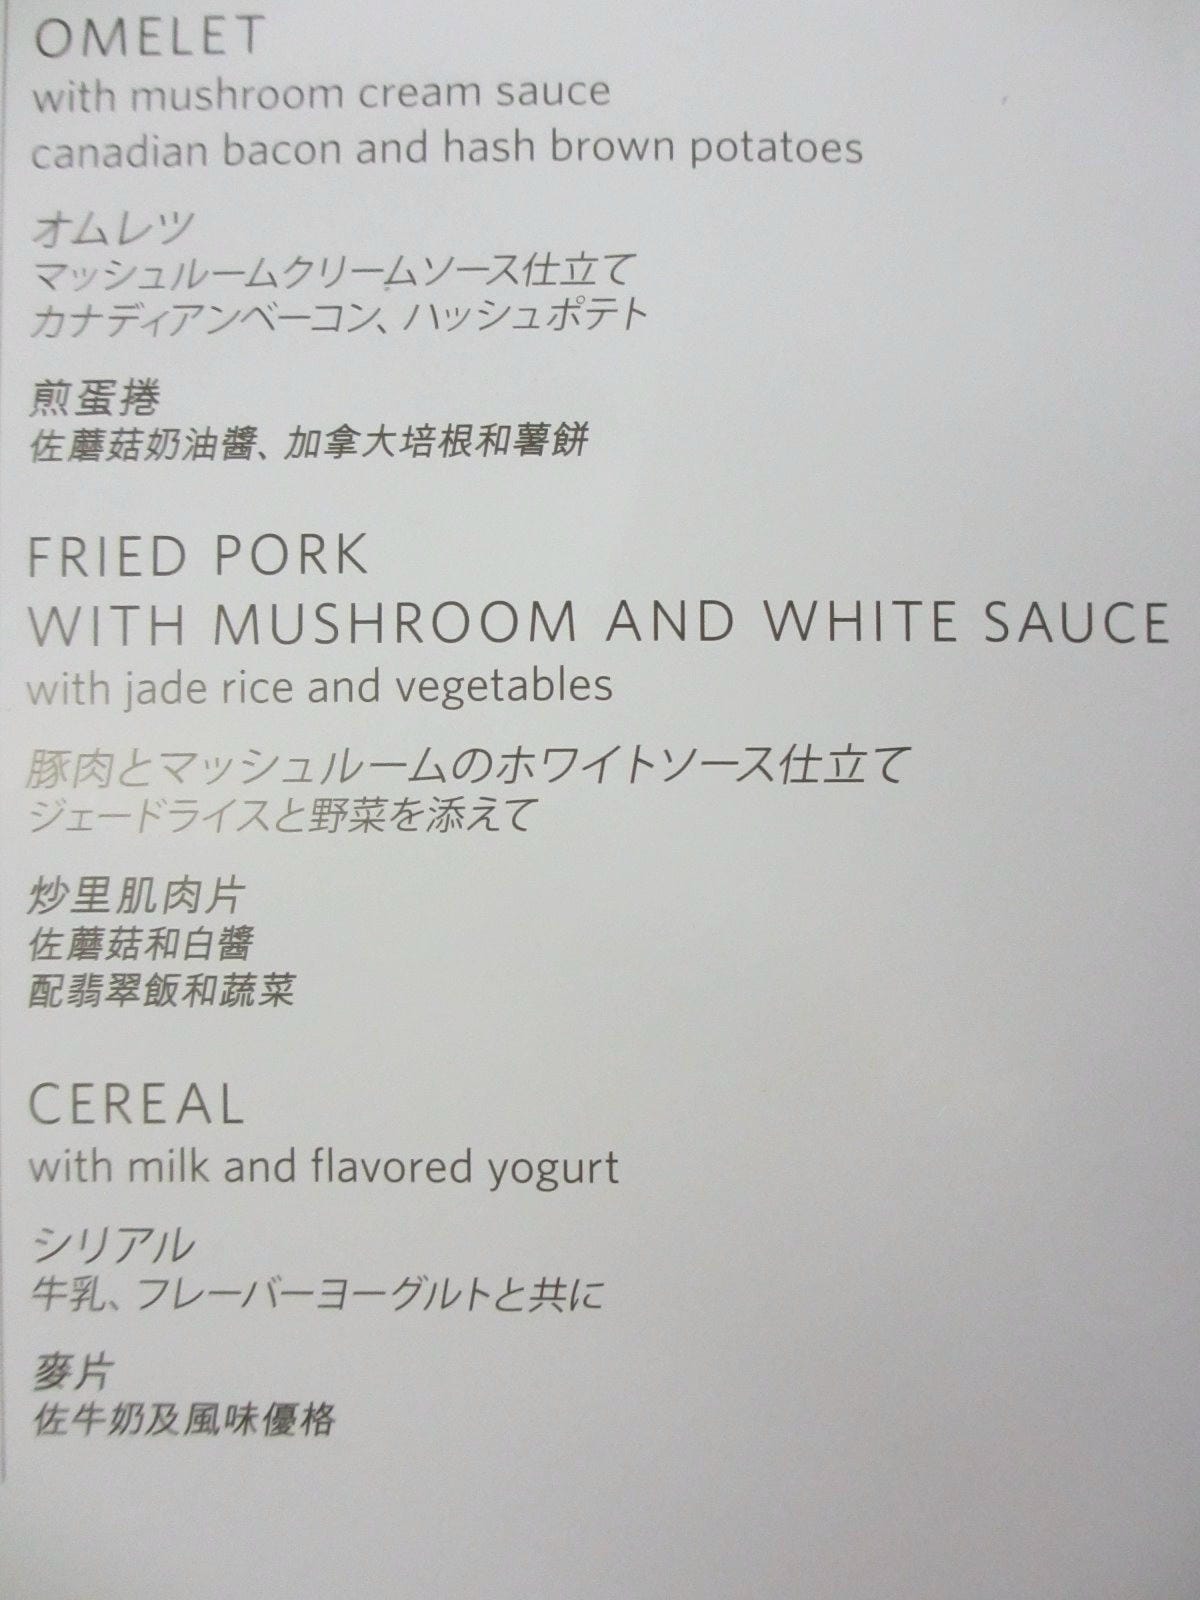 OMELET
with mushroom cream sauce
canadian bacon and hash brown potatoes
オムレツ
マッシュルームクリームソース仕立て
カナディアンベーコン、ハッシュポテト
煎蛋捲
佐蘑菇奶油醬、加拿大培根和薯餅
FRIED PORK
WITH MUSHROOM AND WHITE SAUCE
with jade rice and vegetables
豚肉とマッシュルームのホワイトソース仕立て
ジェードライスと野菜を添えて
炒里肌肉片
佐蘑菇和白醬
配翡翠飯和蔬菜
CEREAL
with milk and flavored yogurt
シリアル
牛乳、フレーバーヨーグルトと共に
麥片
佐牛奶及風味優格